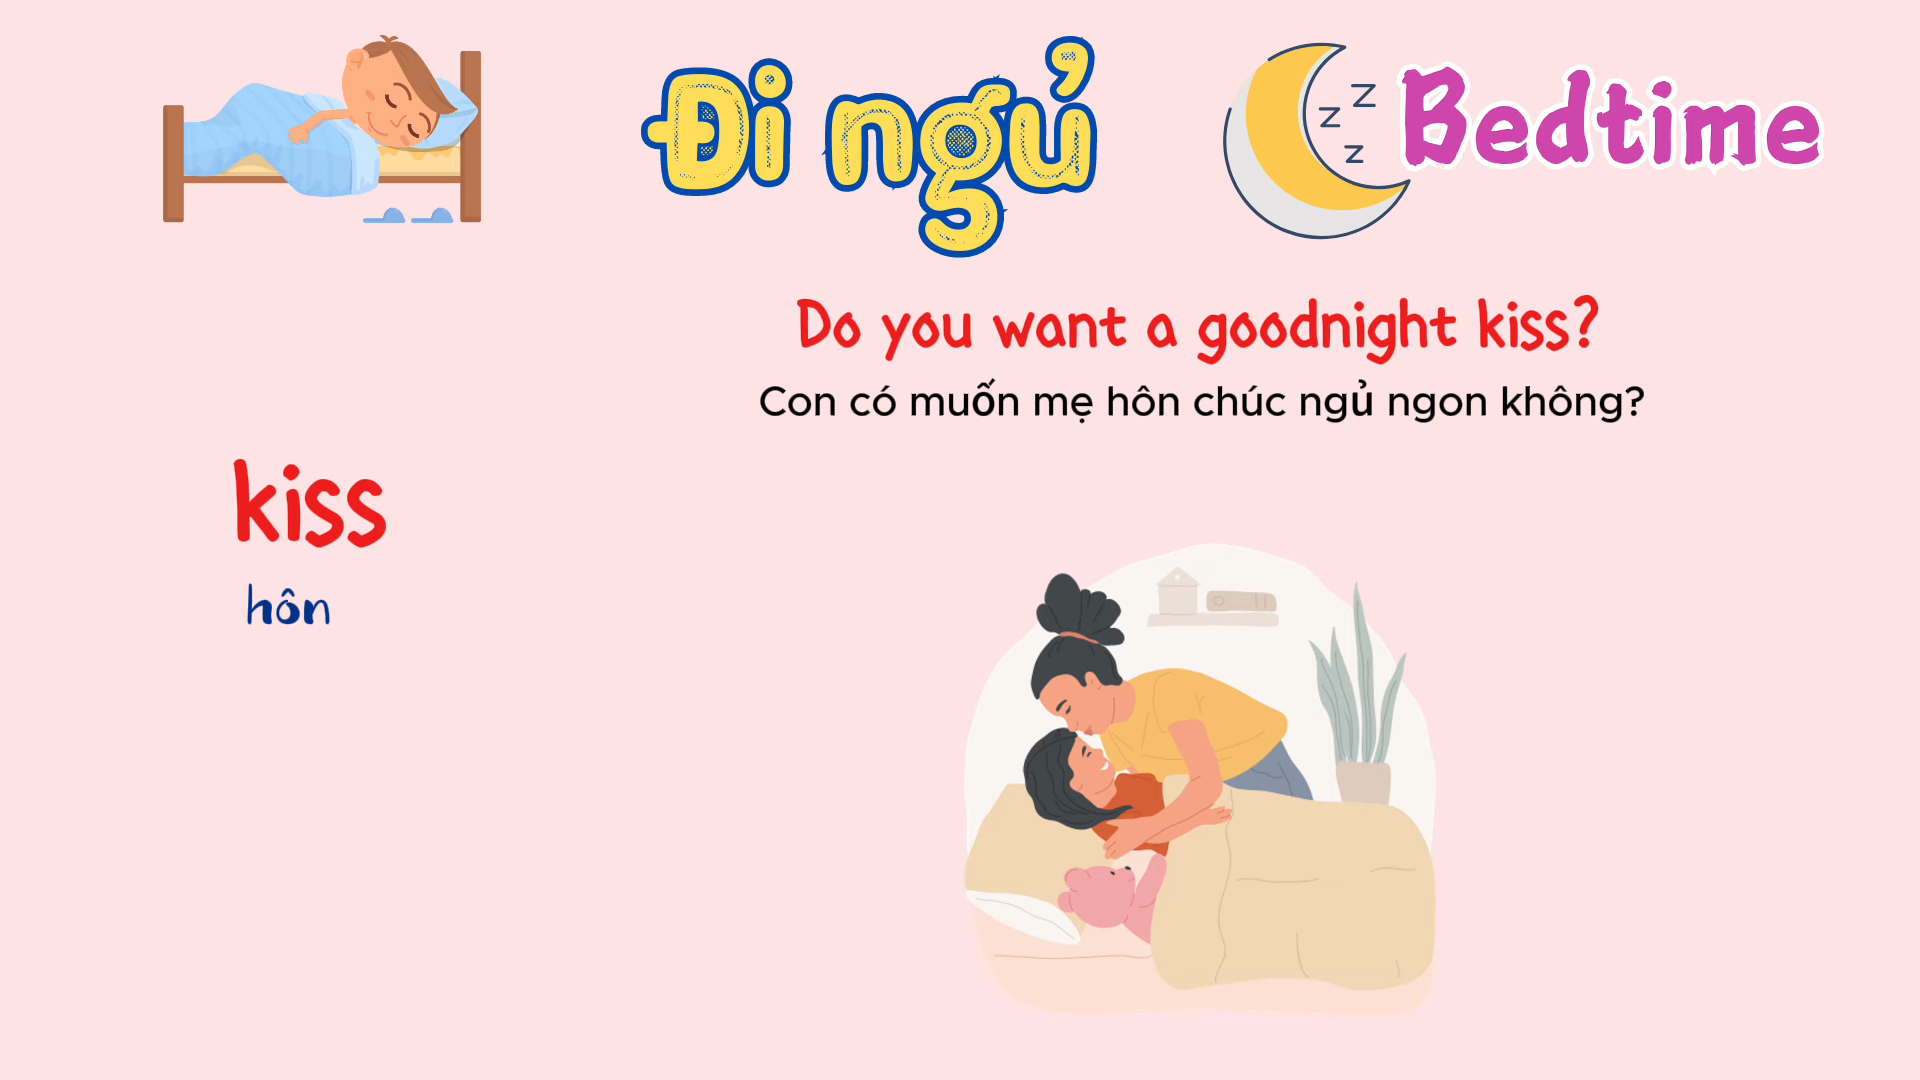 Đi ngủ
z z z
Bedtime
Do you want a goodnight kiss?
Con có muốn mẹ hôn chúc ngủ ngon không?
kiss
hôn